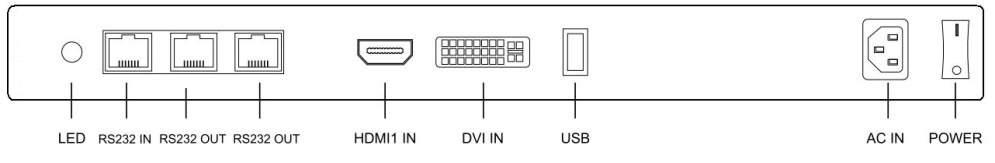 LED RS232 IN RS232 OUT RS232 OUT HDMI1 IN DVI IN USB AC IN POWER